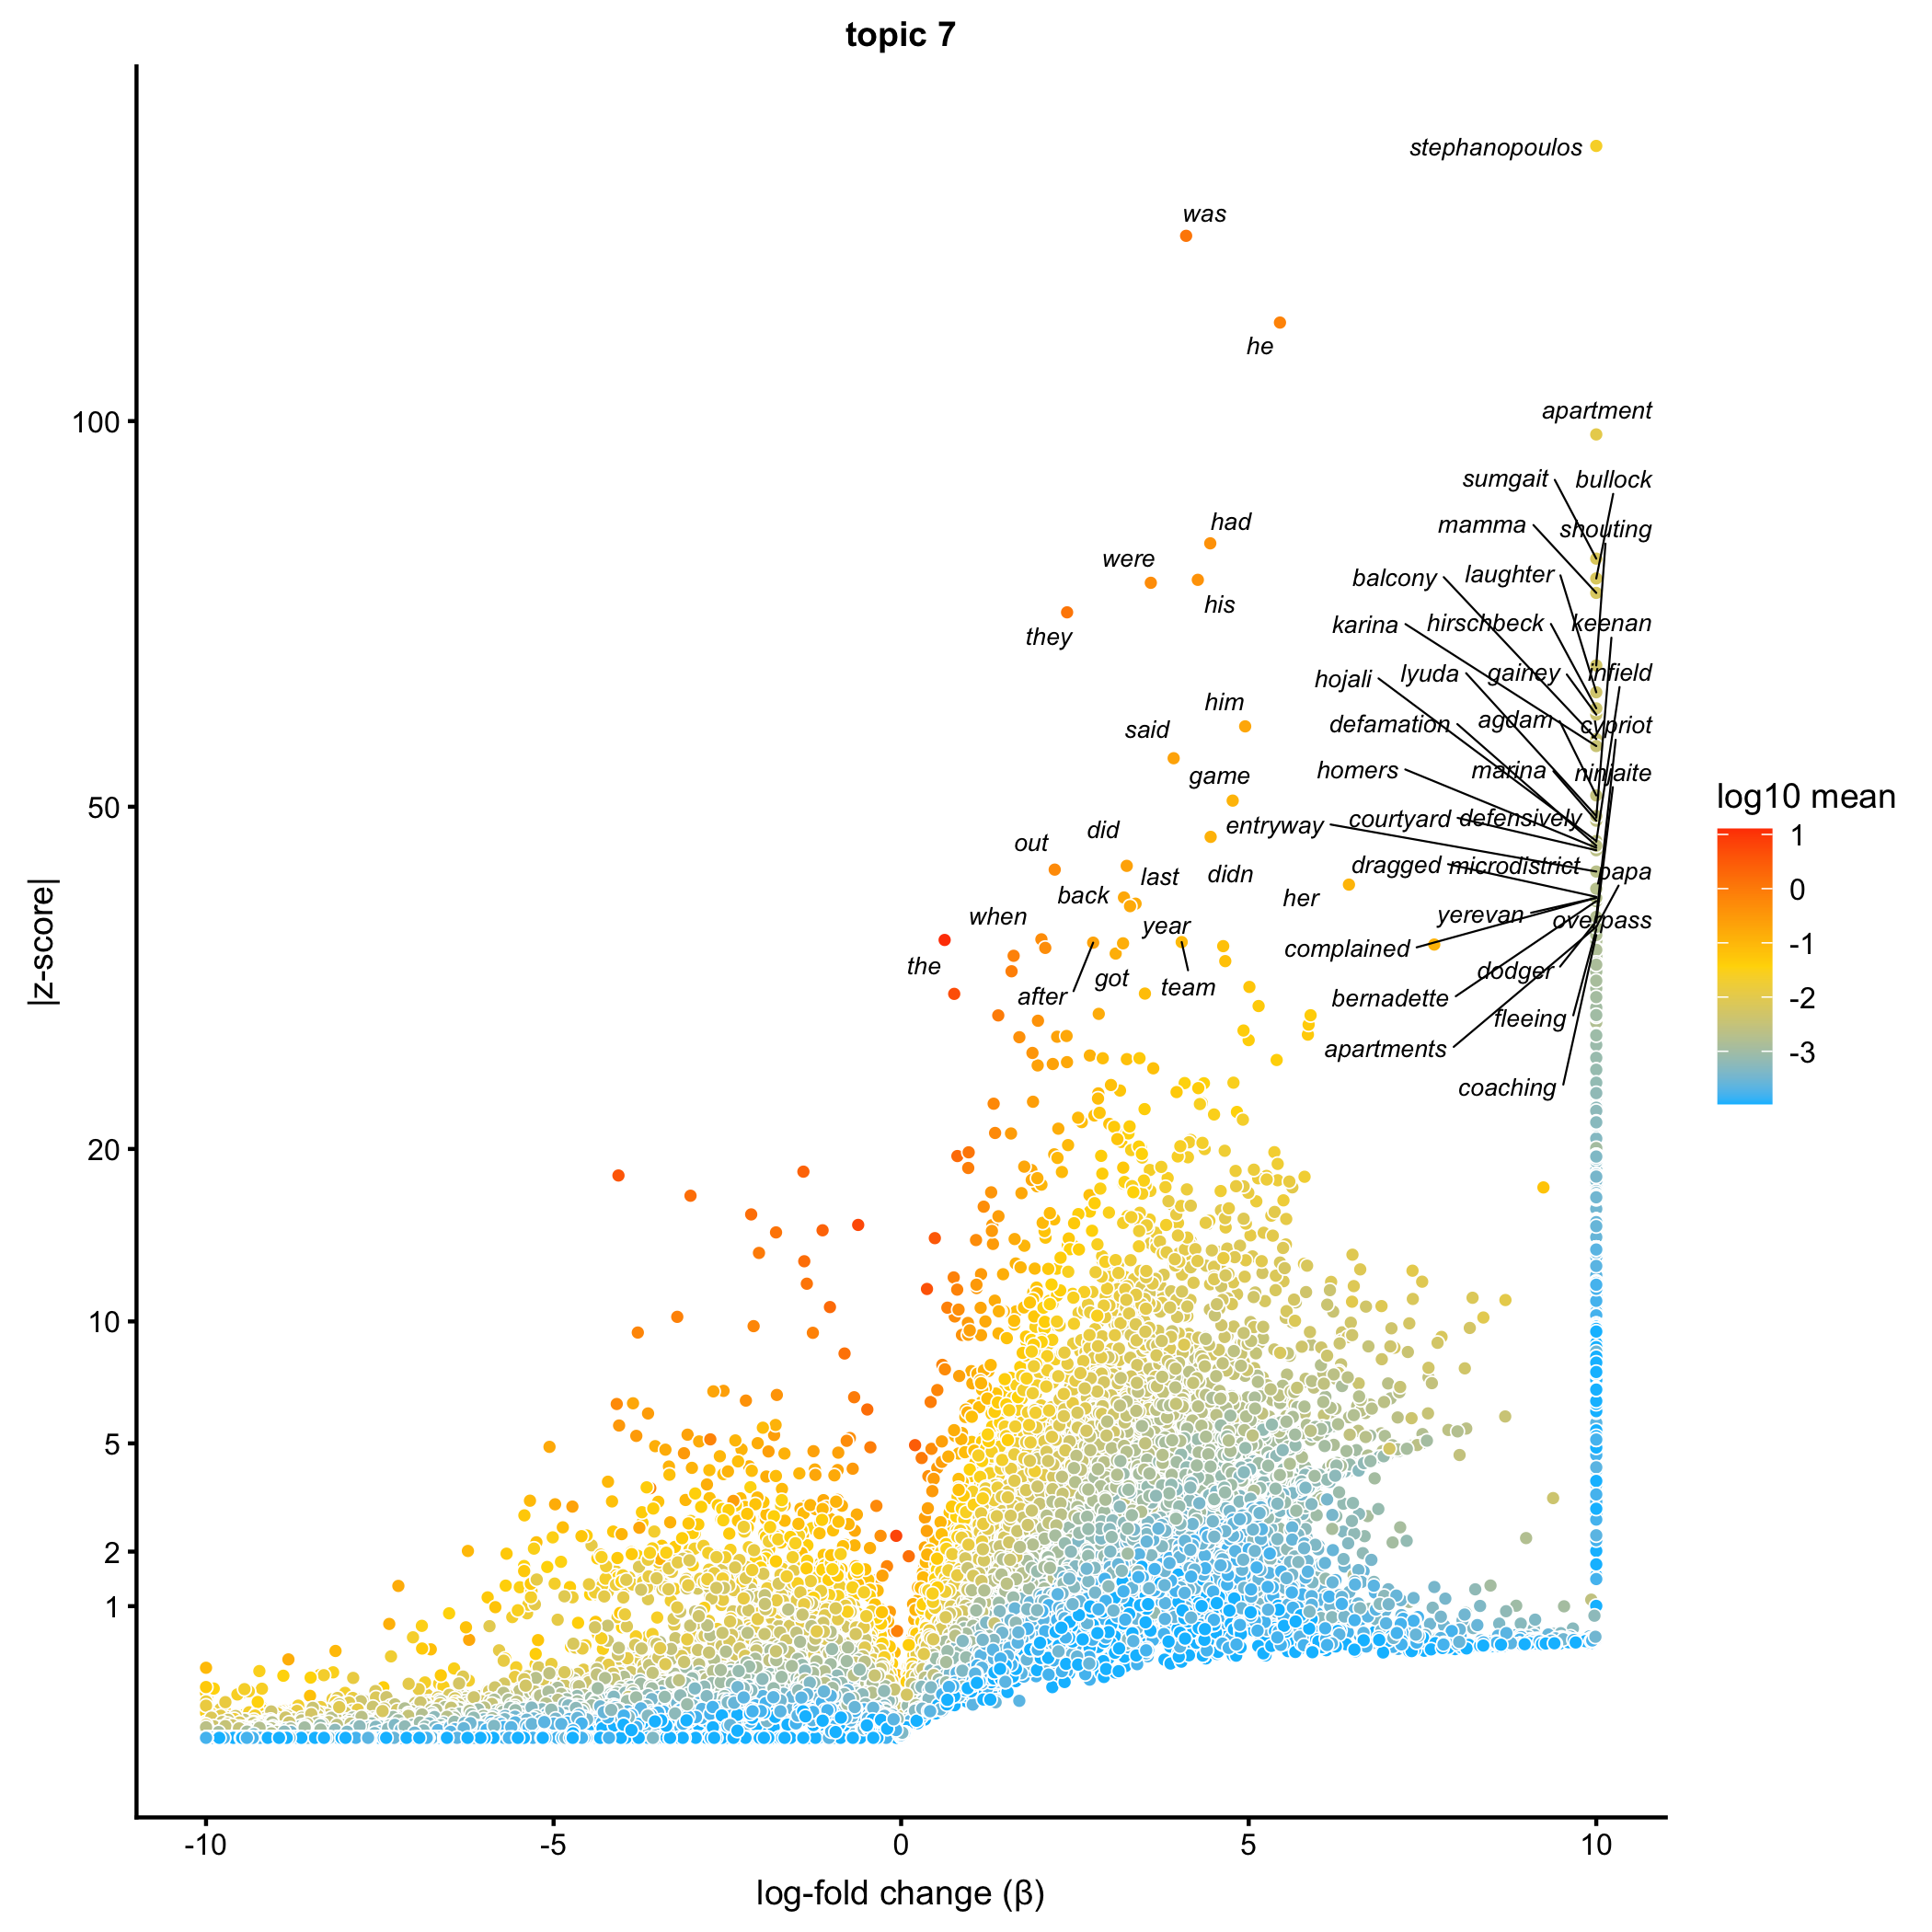 topic 7
stephanopoulos
was
he
100
apartment
sumgait
bullock
had
mamma
shouting
were
balcony
laughter
his
they
karina
hirschbeck
keenan
hojali
lyuda
gainey
infield
him
said
defamation
agdam
cypriot
game
homers
marina
ninjaite
log10 mean
50
out
did
entryway
courtyard
defensively
1
last
didn
dragged
microdistrict
papa
back
her
0
when
year
yerevan
overpass
|z-score|
the
complained
-1
after
got
team
dodger
bernadette
-2
fleeing
apartments
-3
coaching
20
10
5
2
1
-10
-5
0
5
10
log-fold change (β)